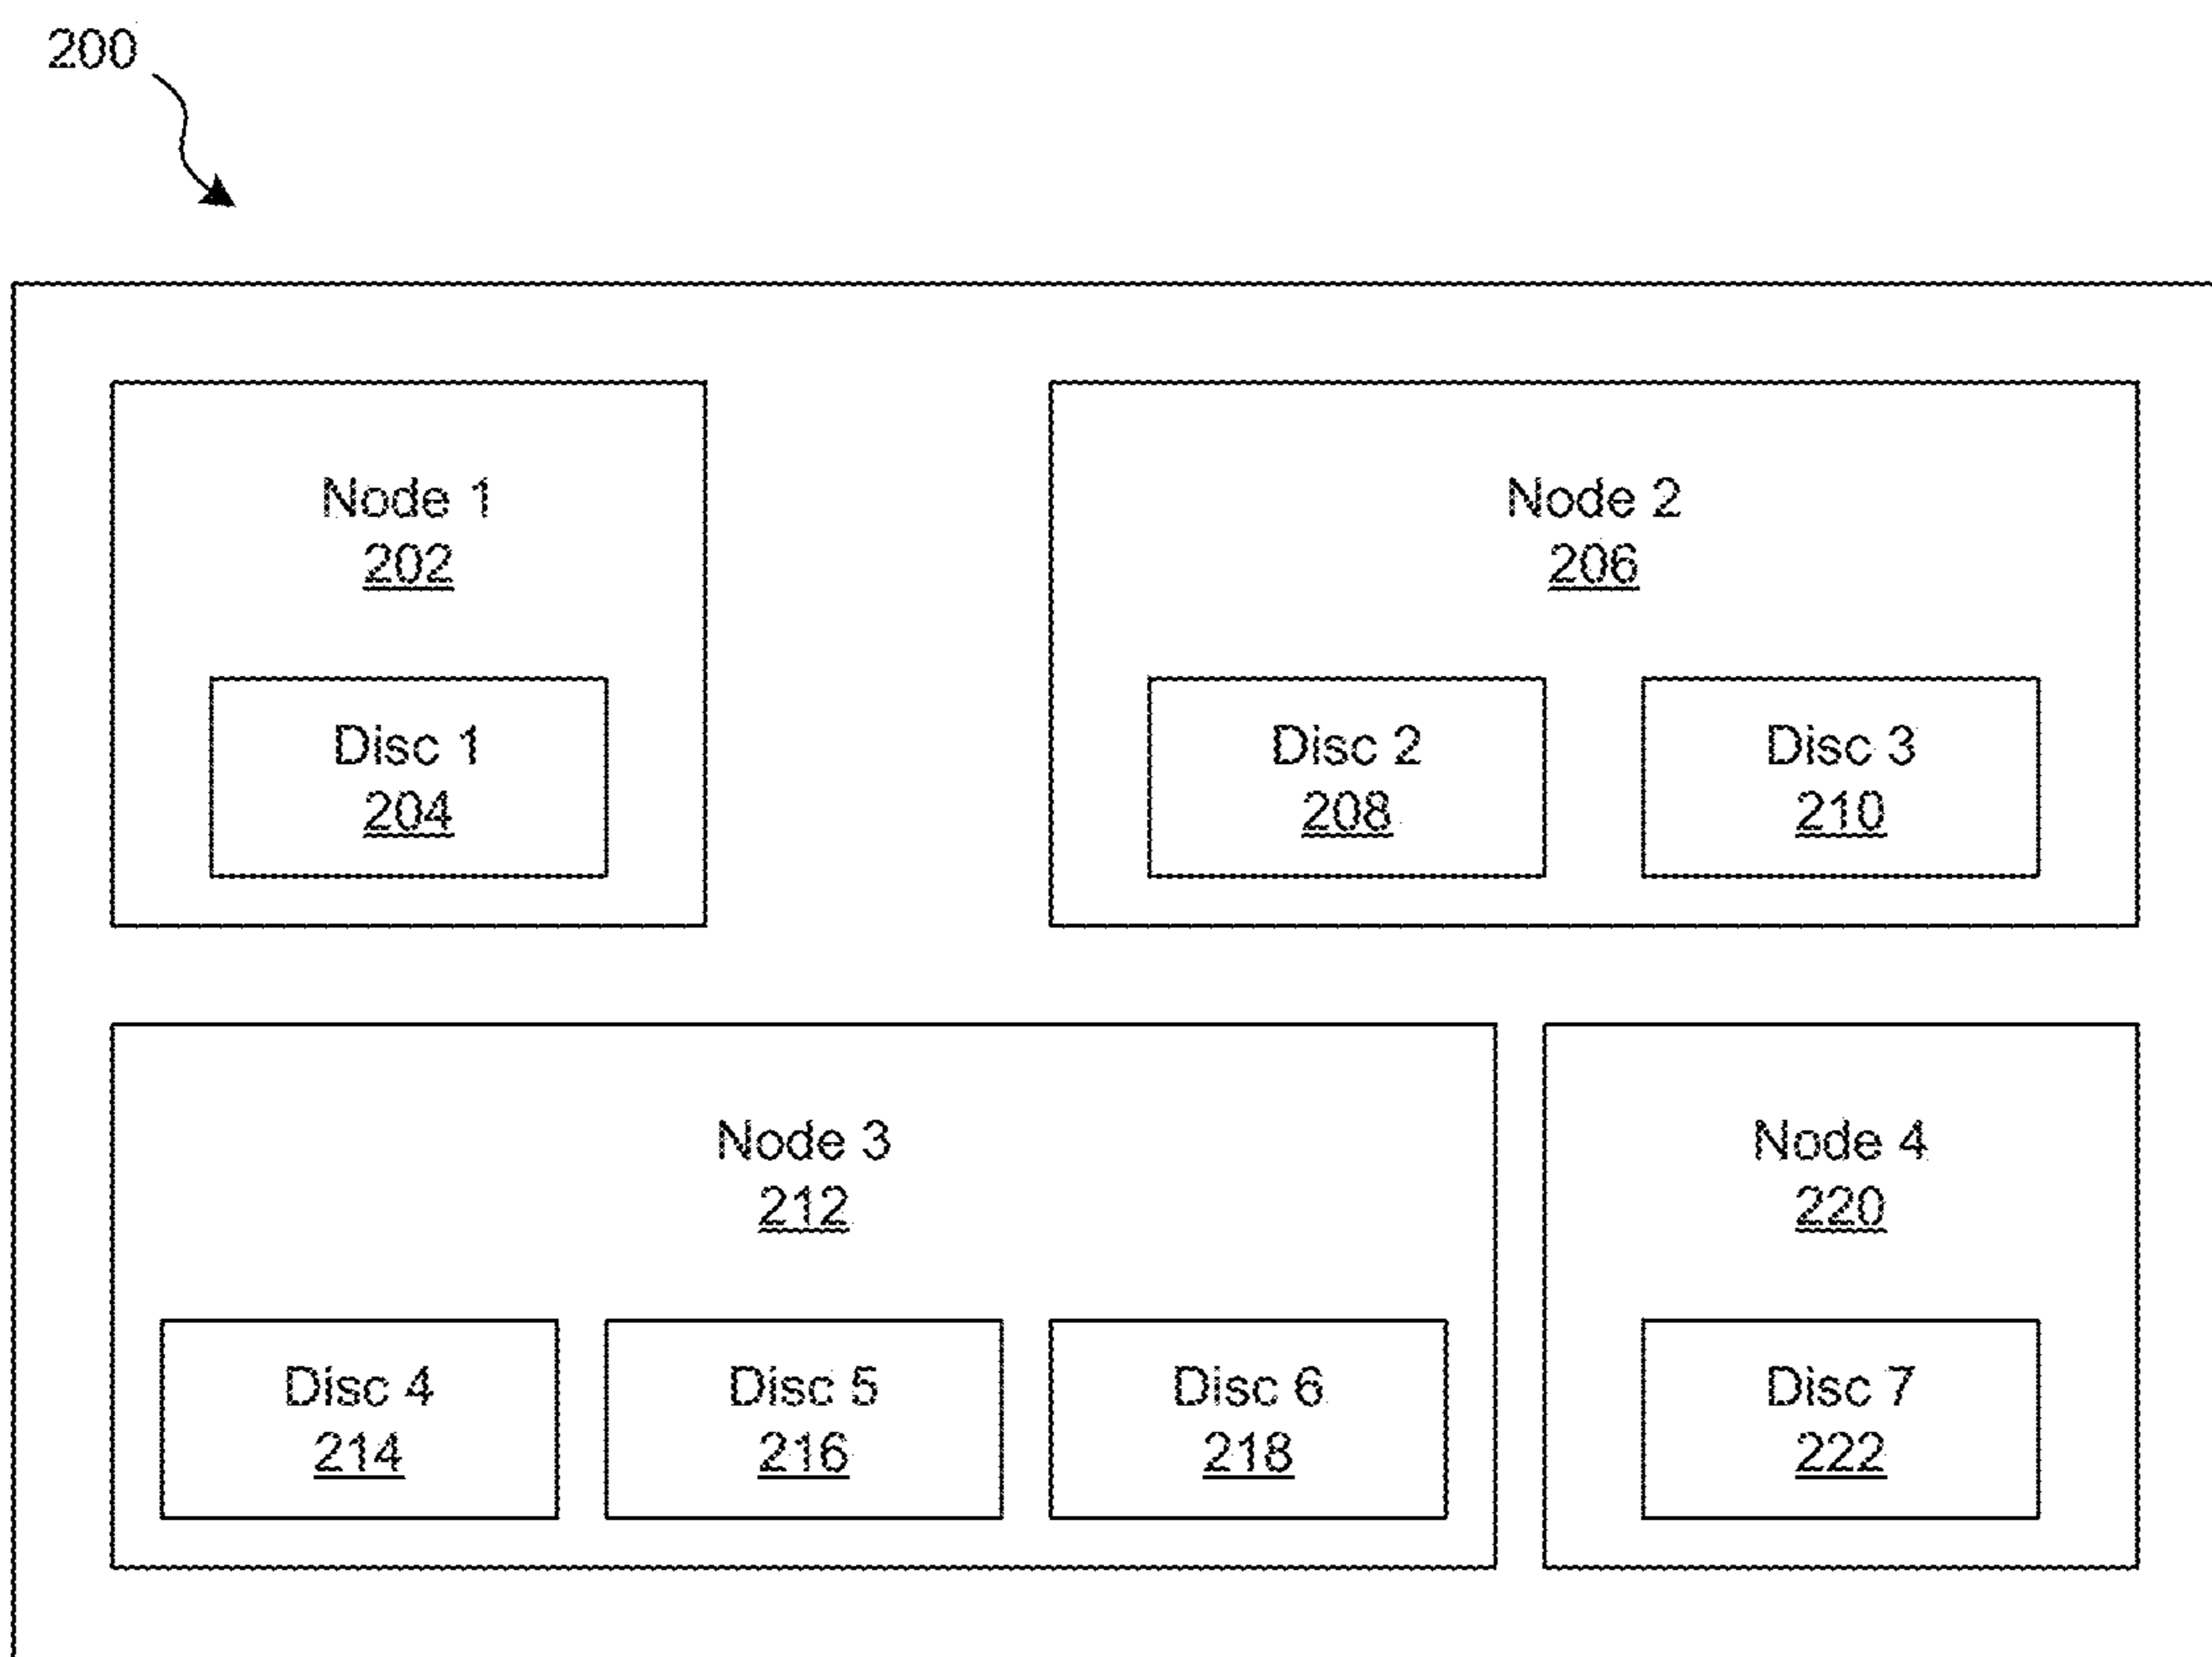 200
Node 1
202
Disc 1
204
Node 2
206
Disc 2
208
Disc 3
210
Node 3
212
Disc 4
214
Disc 5
216
Disc 6
218
Node 4
220
Disc 7
222